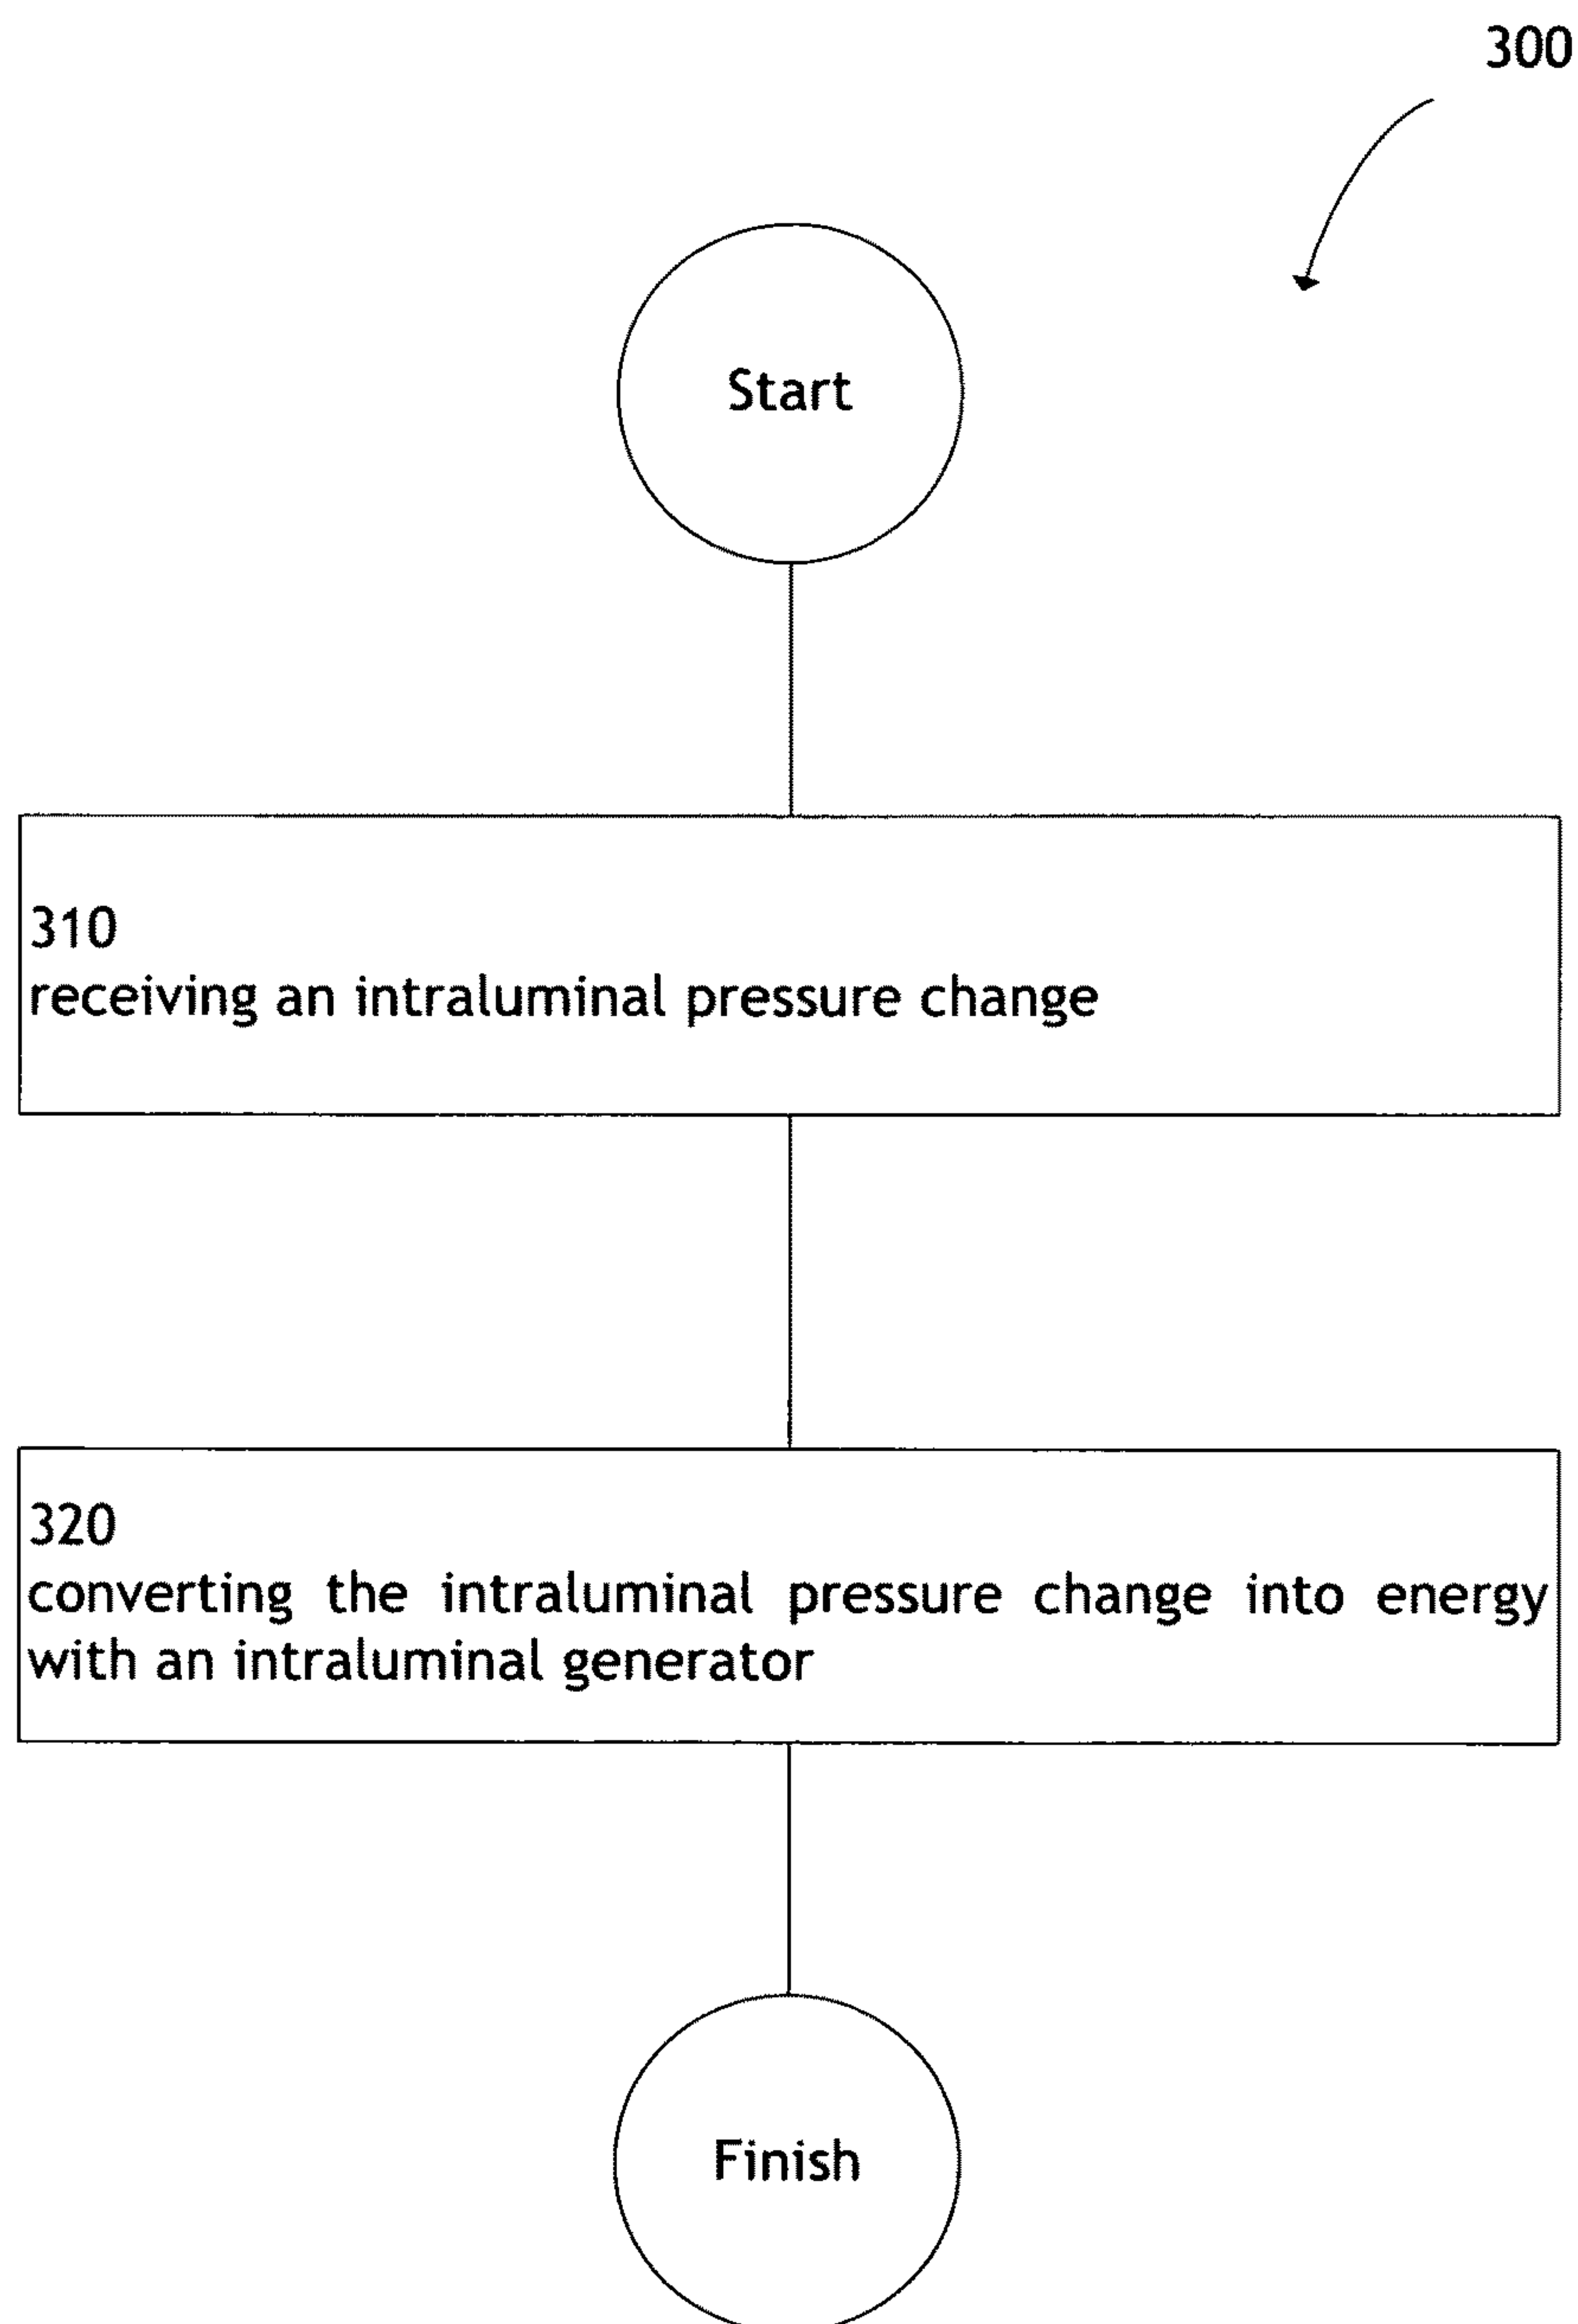 300
Start
310
receiving an intraluminal pressure change
320
converting the intraluminal pressure change into energy
with an intraluminal generator
Finish